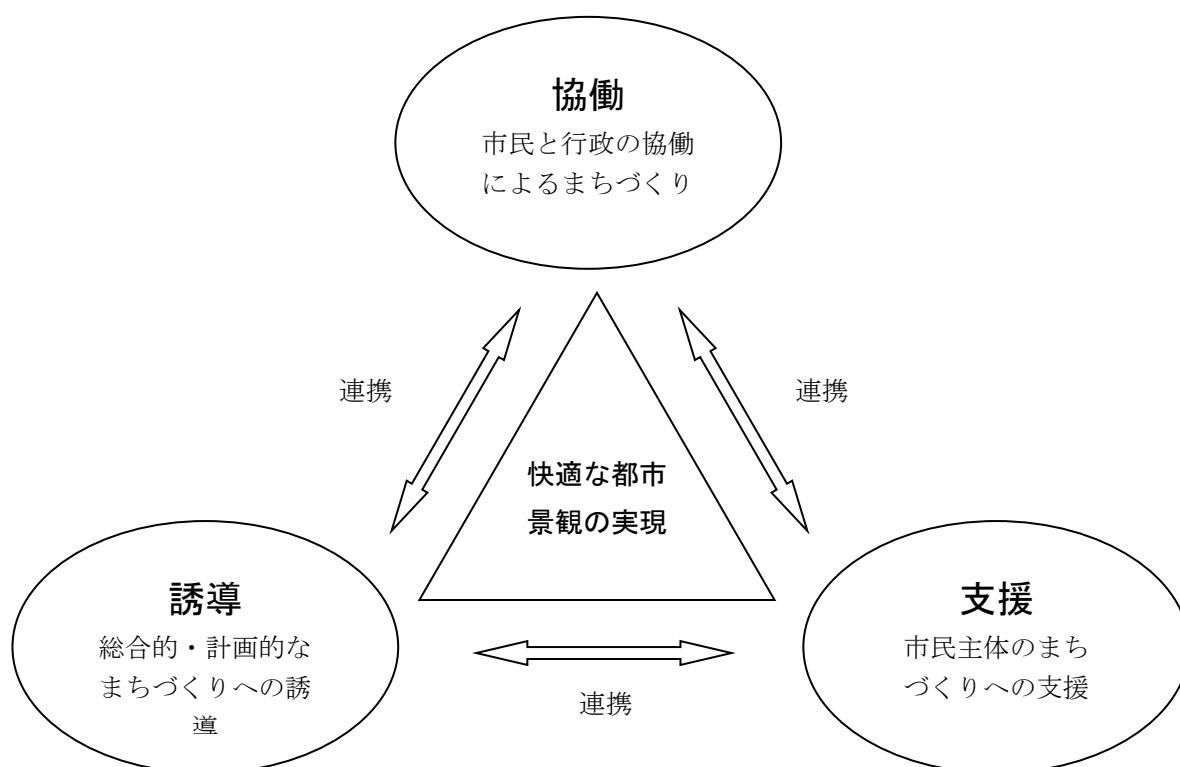 協働
市民と行政の協働
によるまちづくり
連携
連携
快適な都市
景観の実現
誘導
総合的・計画的な
まちづくりへの誘
導
支援
市民主体のまち
づくりへの支援
連携